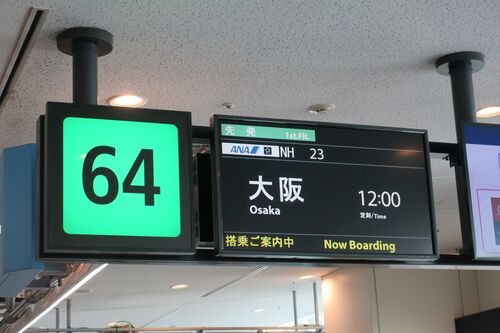 64
先発 1st.Flt.
ANA NH 23
大阪 12:00
Osaka 定刻/Time
搭乗ご案内中 Now Boarding